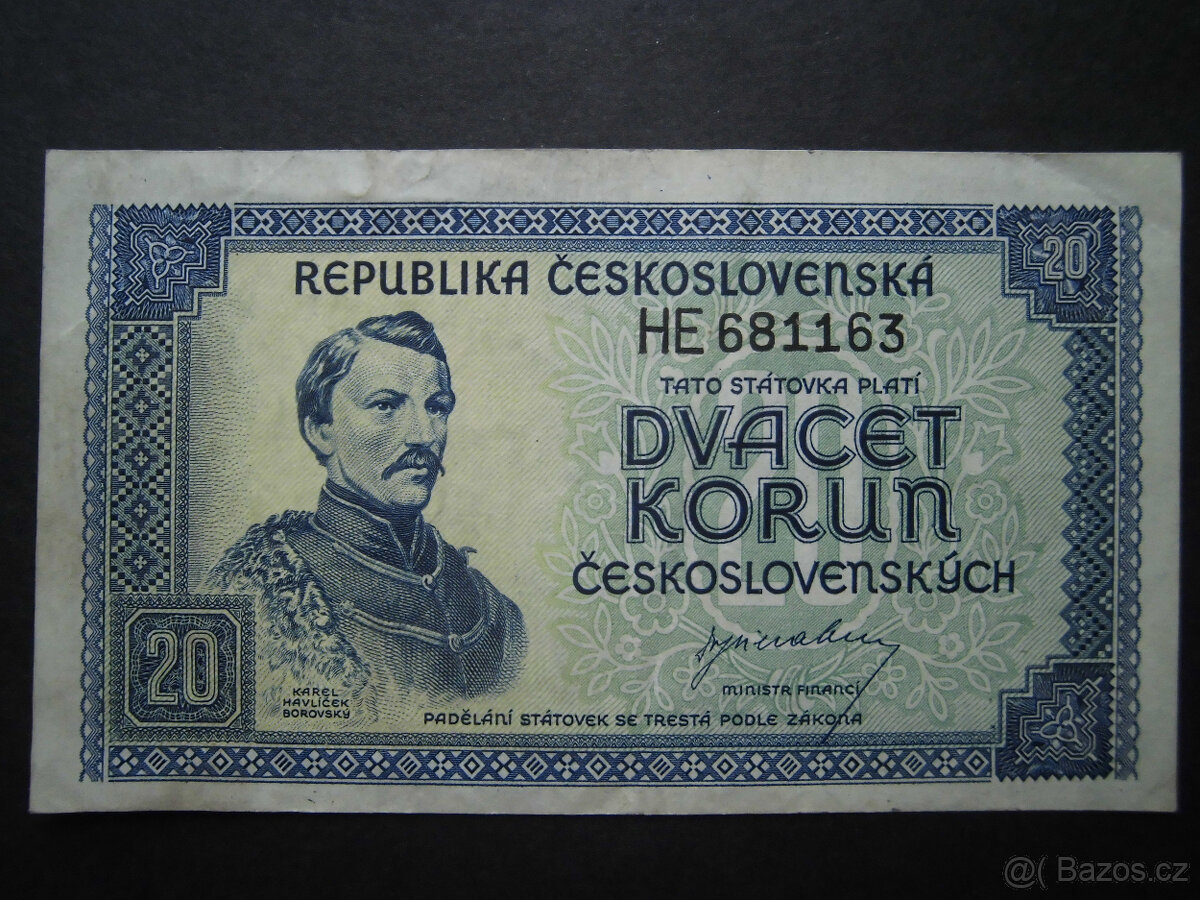 REPUBLIKA ČESKOSLOVENSKÁ
20
HE 681163
TATO STÁTOVKA PLATÍ
DVACET
KORUN
ČESKOSLOVENSKÝCH
20
KAREL
HAVLÍČEK
BOROVSKÝ
MINISTR FINANCÍ
PADĚLÁNÍ STÁTOVEK SE TRESTÁ PODLE ZÁKONA
@( Bazos.cz